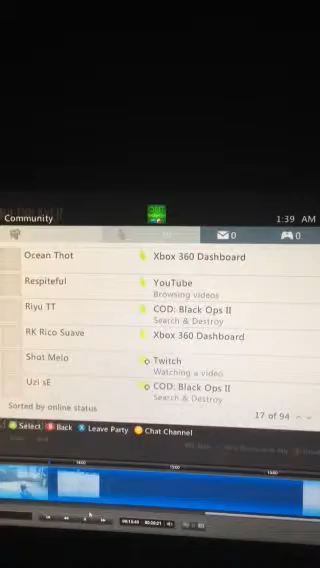 Community
1:39 AM
0
0
Ocean Thot
Xbox 360 Dashboard
Respiteful
YouTube
Browsing videos
Riyu TT
COD: Black Ops II
Search & Destroy
RK Rico Suave
Xbox 360 Dashboard
Shot Melo
Twitch
Watching a video
Uzi sE
COD: Black Ops II
Search & Destroy
Sorted by online status
17 of 94
Select
B Back
X Leave Party
Chat Channel